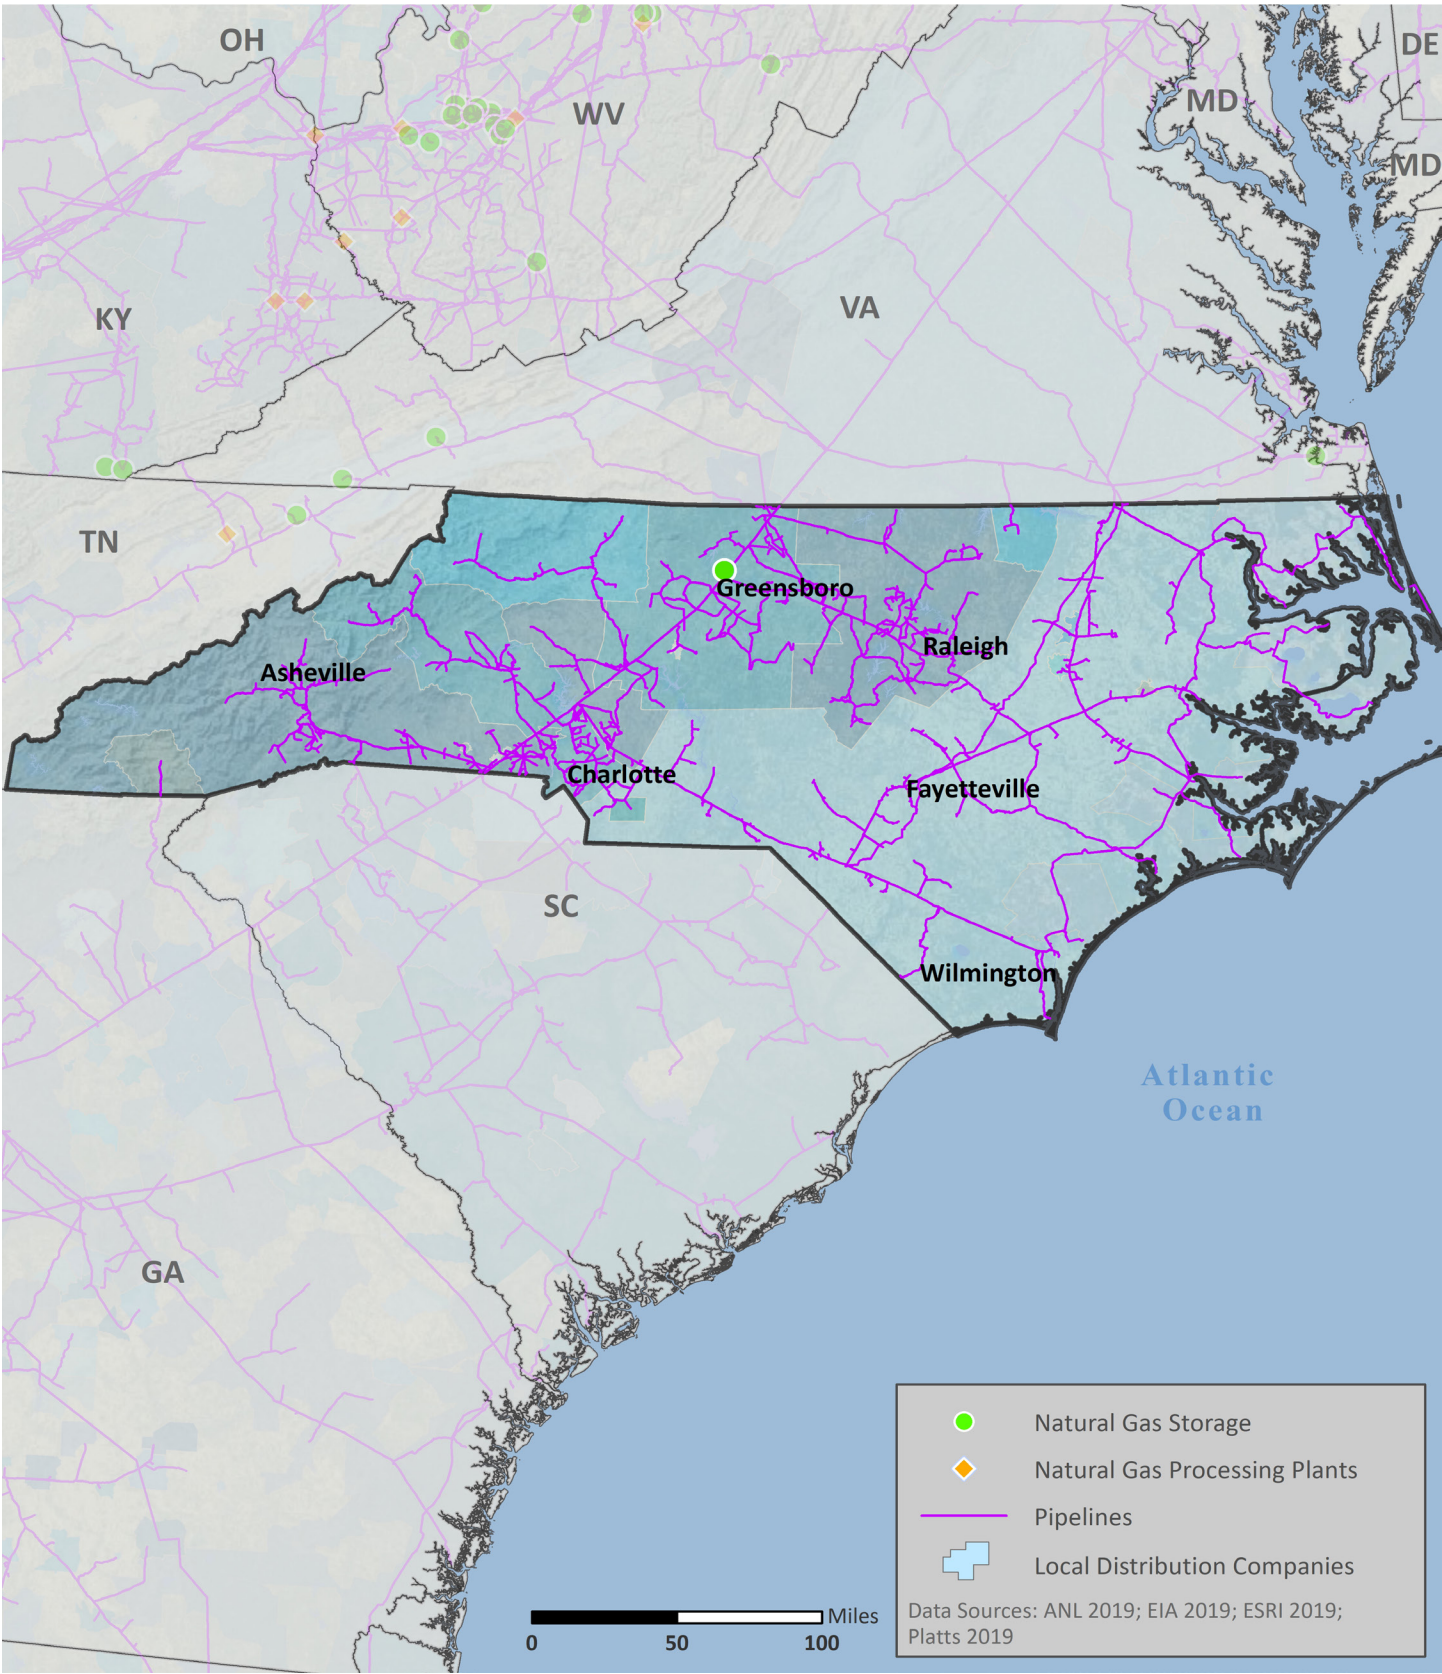 OH
DE
WV
MD
MD
VA
KY
TN
Greensboro
Raleigh
Asheville
Charlotte
Fayetteville
SC
Wilmington
Atlantic
Ocean
GA
Natural Gas Storage
Natural Gas Processing Plants
Pipelines
Local Distribution Companies
Data Sources: ANL 2019; EIA 2019; ESRI 2019;
Platts 2019
Miles
0 50 100